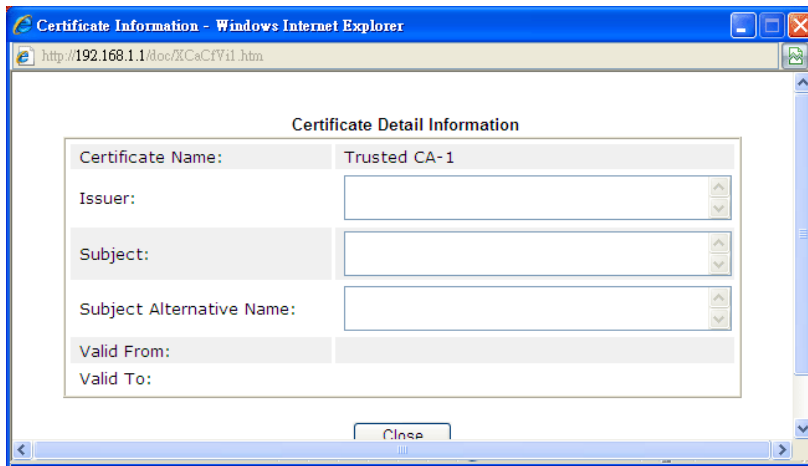 Certificate Information - Windows Internet Explorer
http://192.168.1.1/doc/XCaCfVi1.htm
Certificate Detail Information
Certificate Name: Trusted CA-1
Issuer:
Subject:
Subject Alternative Name:
Valid From:
Valid To:
Close